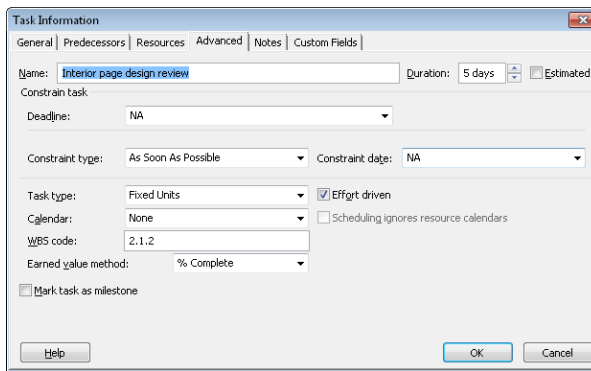 Task Information
General Predecessors Resources Advanced Notes Custom Fields
Name: Interior page design review Duration: 5 days Estimated
Constrain task
Deadline: NA
Constraint type: As Soon As Possible Constraint date: NA
Task type: Fixed Units Effort driven
Calendar: None Scheduling ignores resource calendars
WBS code: 2.1.2
Earned value method: % Complete
Mark task as milestone
Help OK Cancel